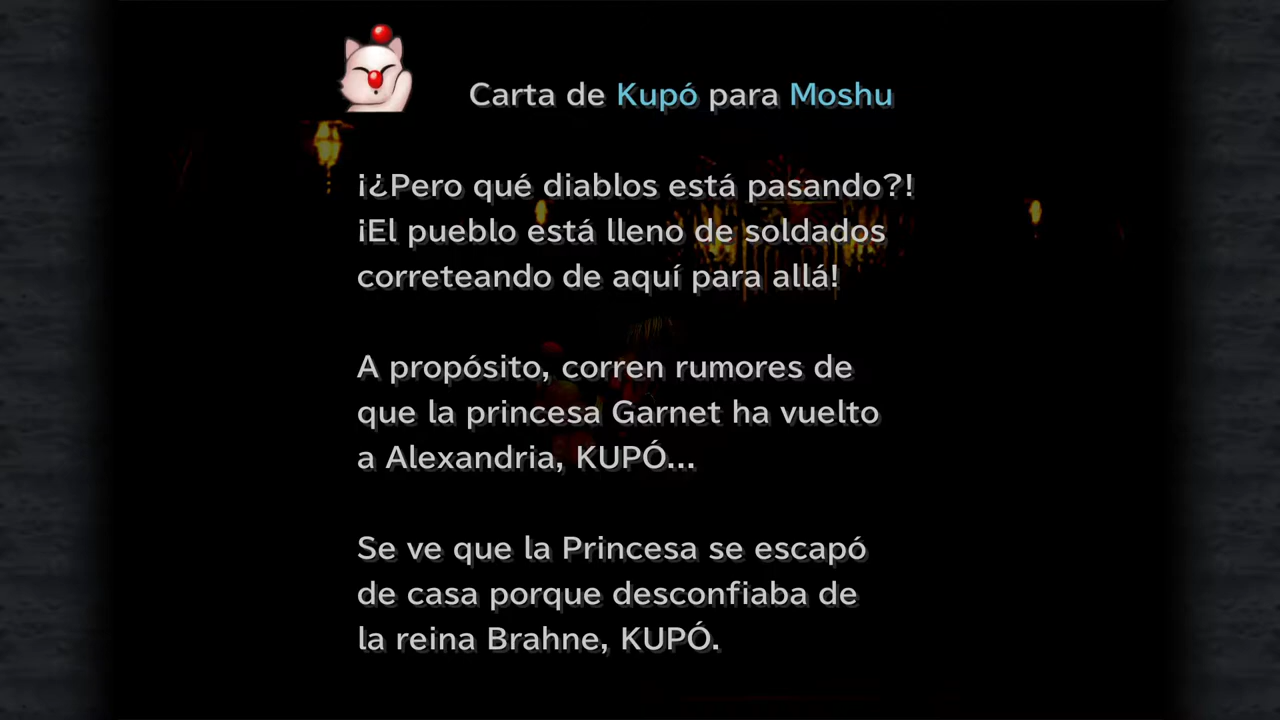 Carta de Kupó para Moshu
¡¿Pero qué diablos está pasando?!
¡El pueblo está lleno de soldados
correteando de aquí para allá!
A propósito, corren rumores de
que la princesa Garnet ha vuelto
a Alexandria, KUPÓ...
Se ve que la Princesa se escapó
de casa porque desconfiaba de
la reina Brahne, KUPÓ.